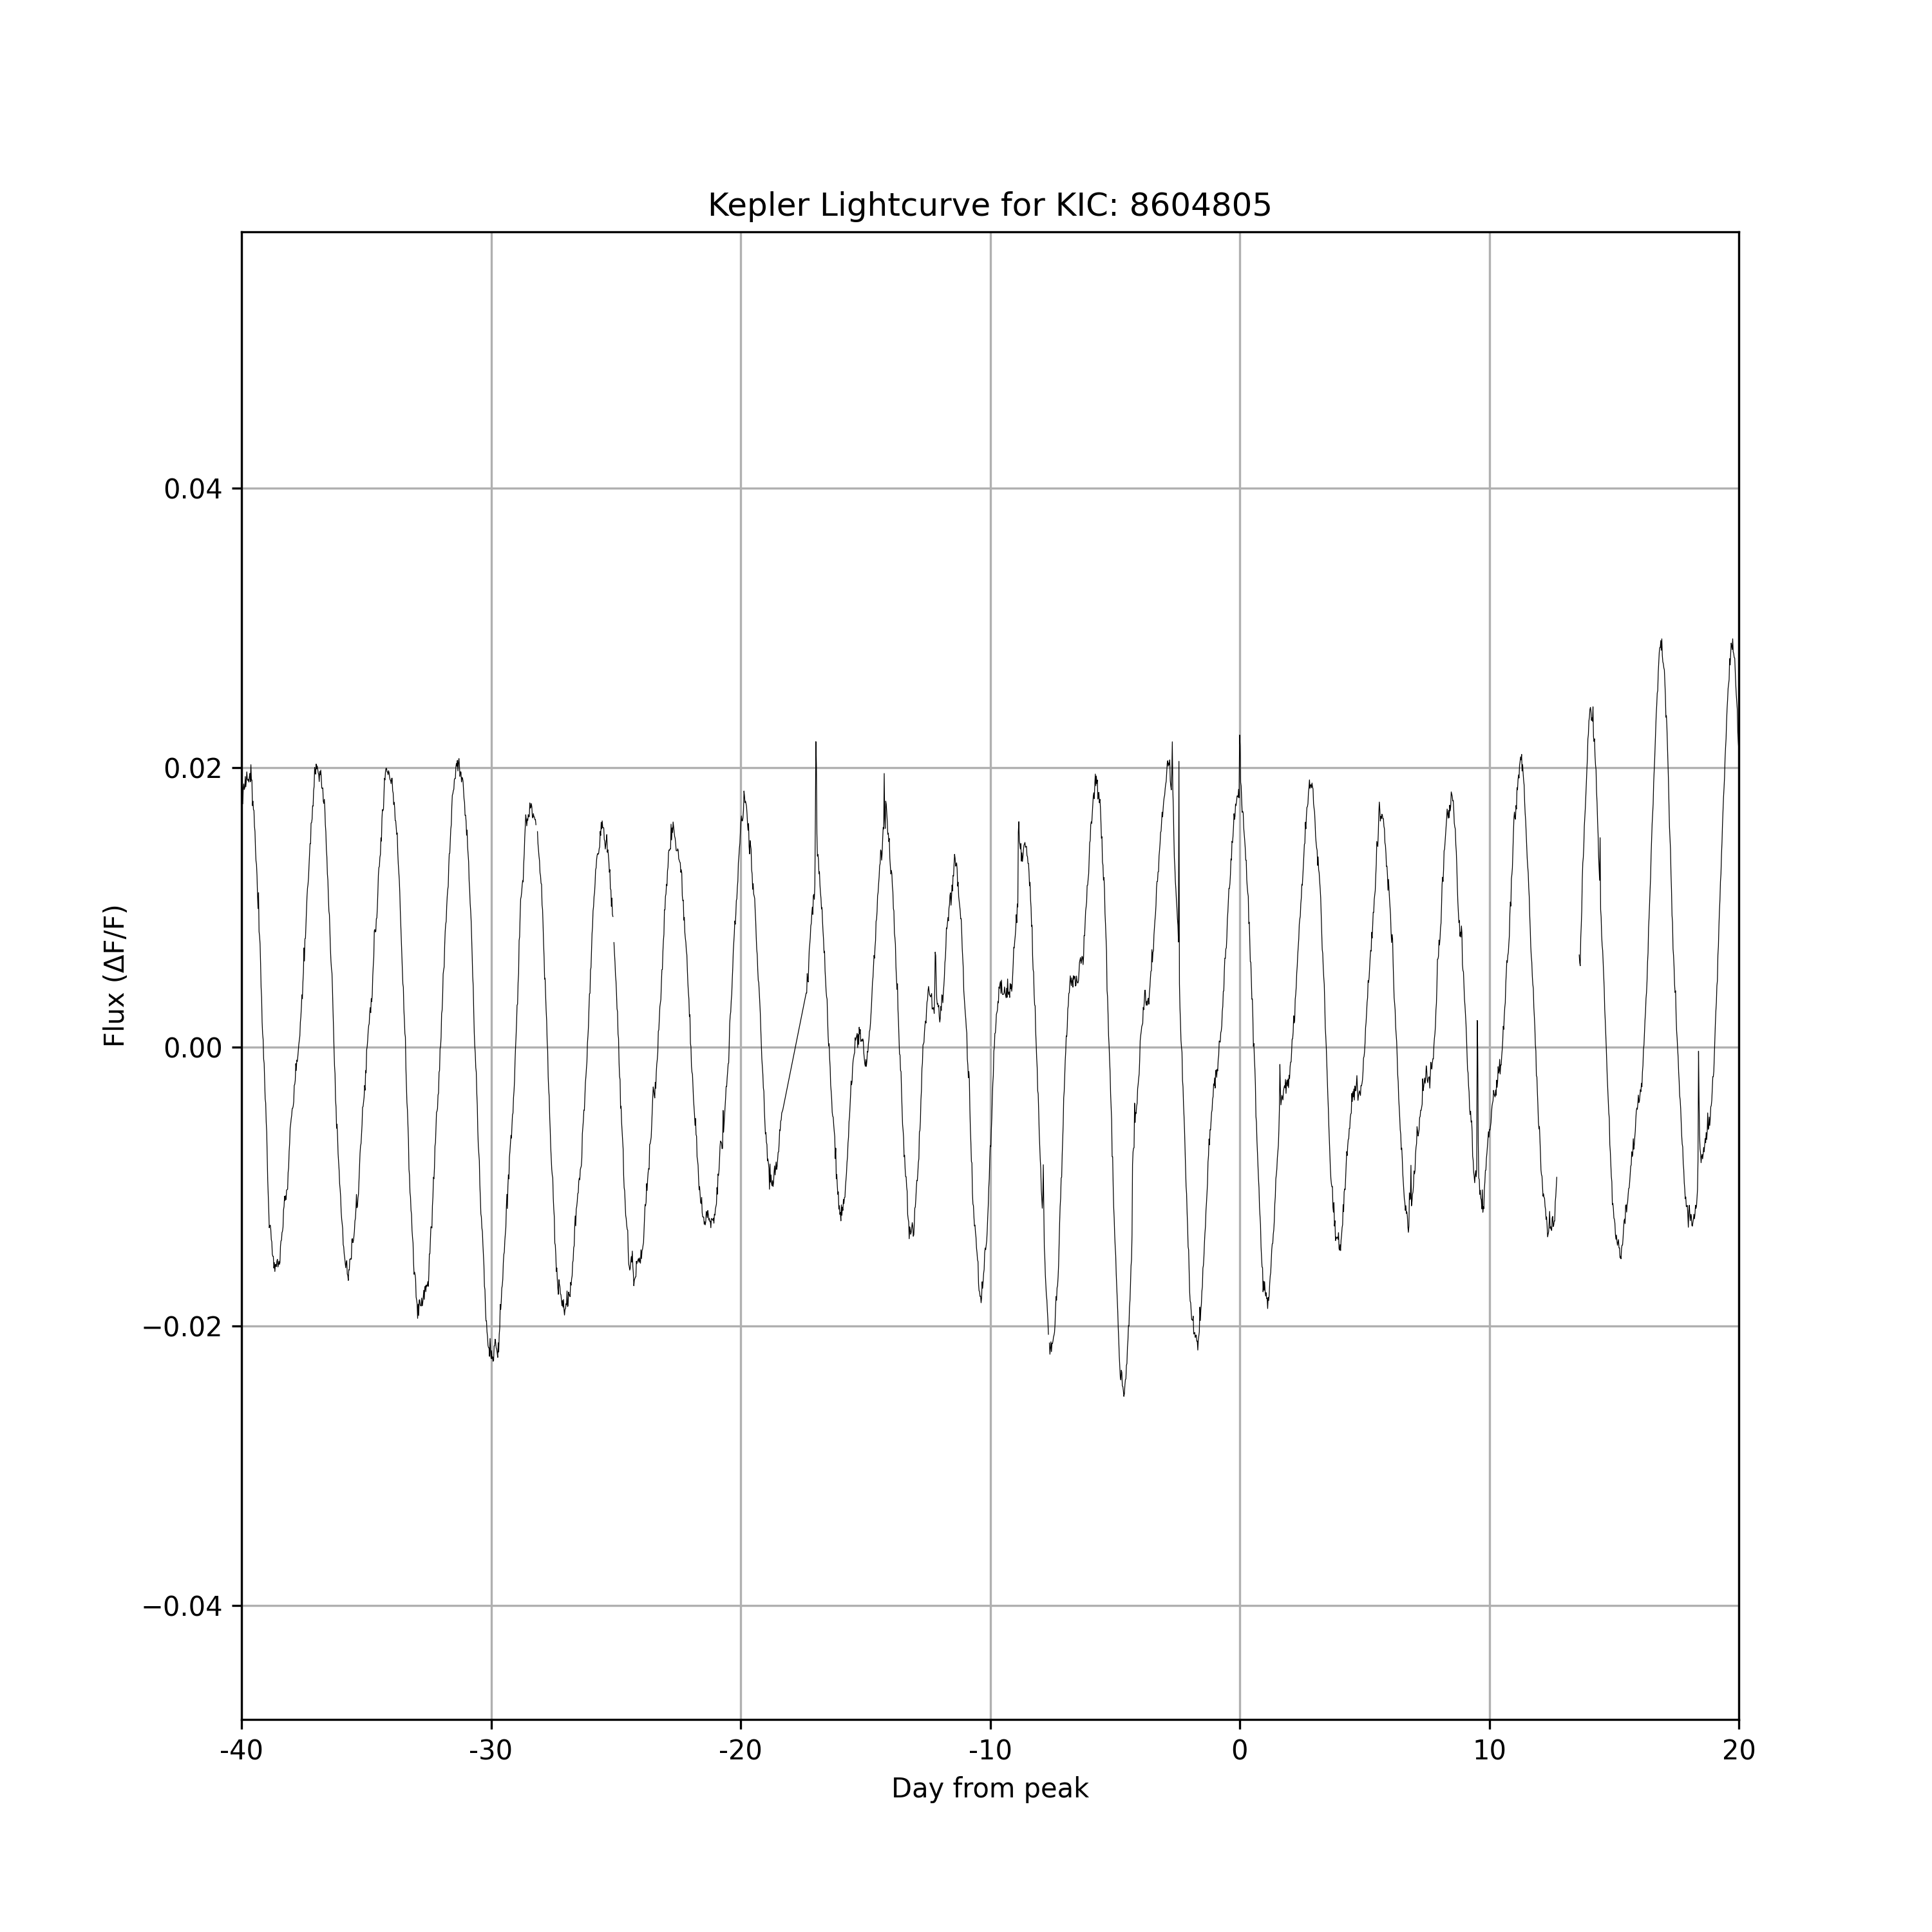 Kepler Lightcurve for KIC: 8604805
Flux (ΔF/F)
0.04
0.02
0.00
−0.02
−0.04
-40 -30 -20 -10 0 10 20
Day from peak